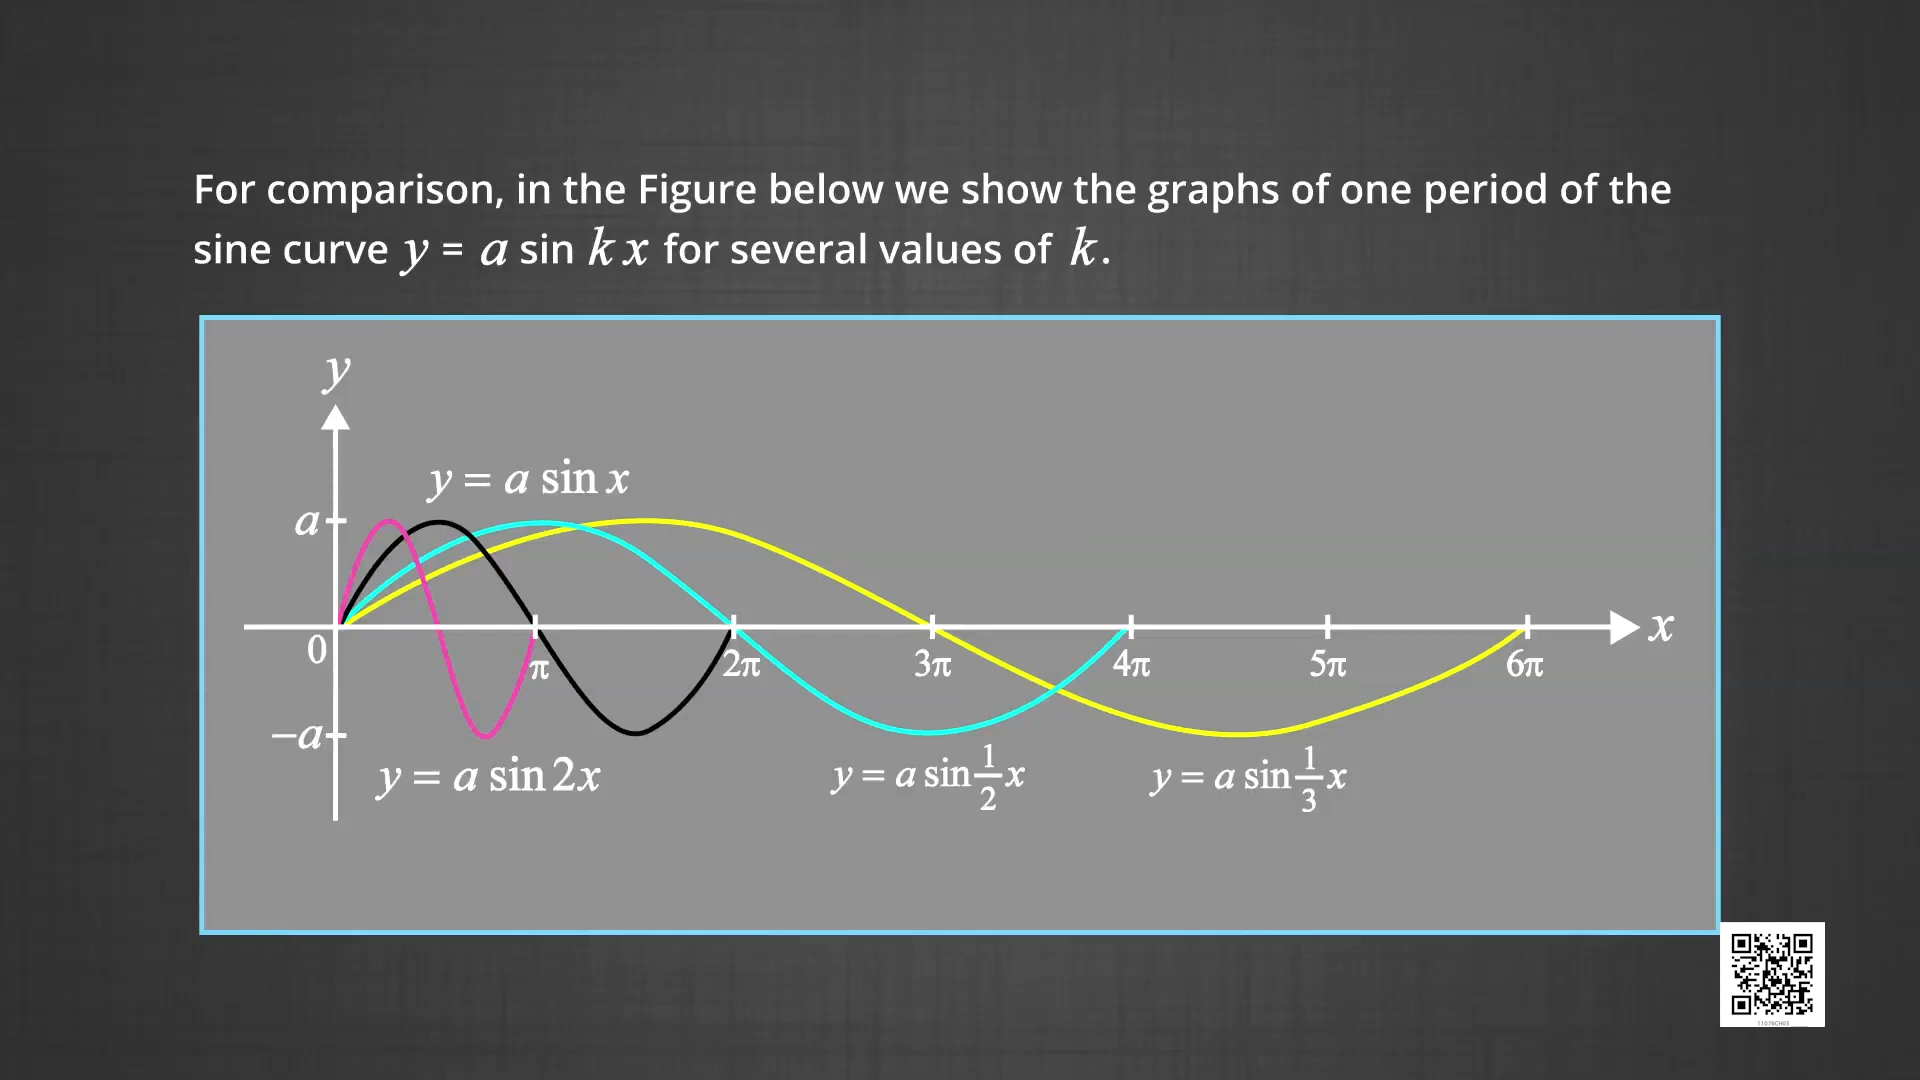 For comparison, in the Figure below we show the graphs of one period of the
sine curve y = a sin k x for several values of k.
y
y = a sin x
a
0
π
2π
3π
4π
5π
6π
x
−a
y = a sin 2x
y = a sin 1/2 x
y = a sin 1/3 x
11076CH03